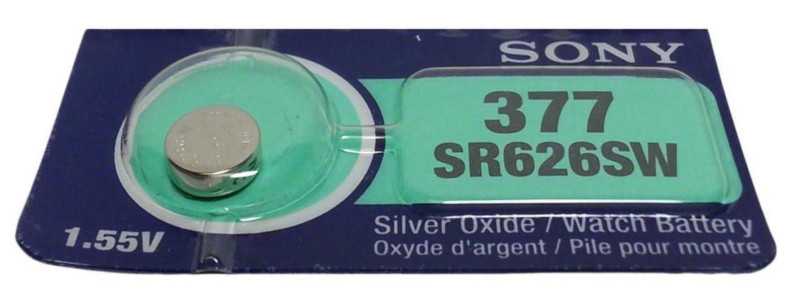 SONY
377
SR626SW
Silver Oxide / Watch Battery
Oxyde d'argent / Pile pour montre
1.55V